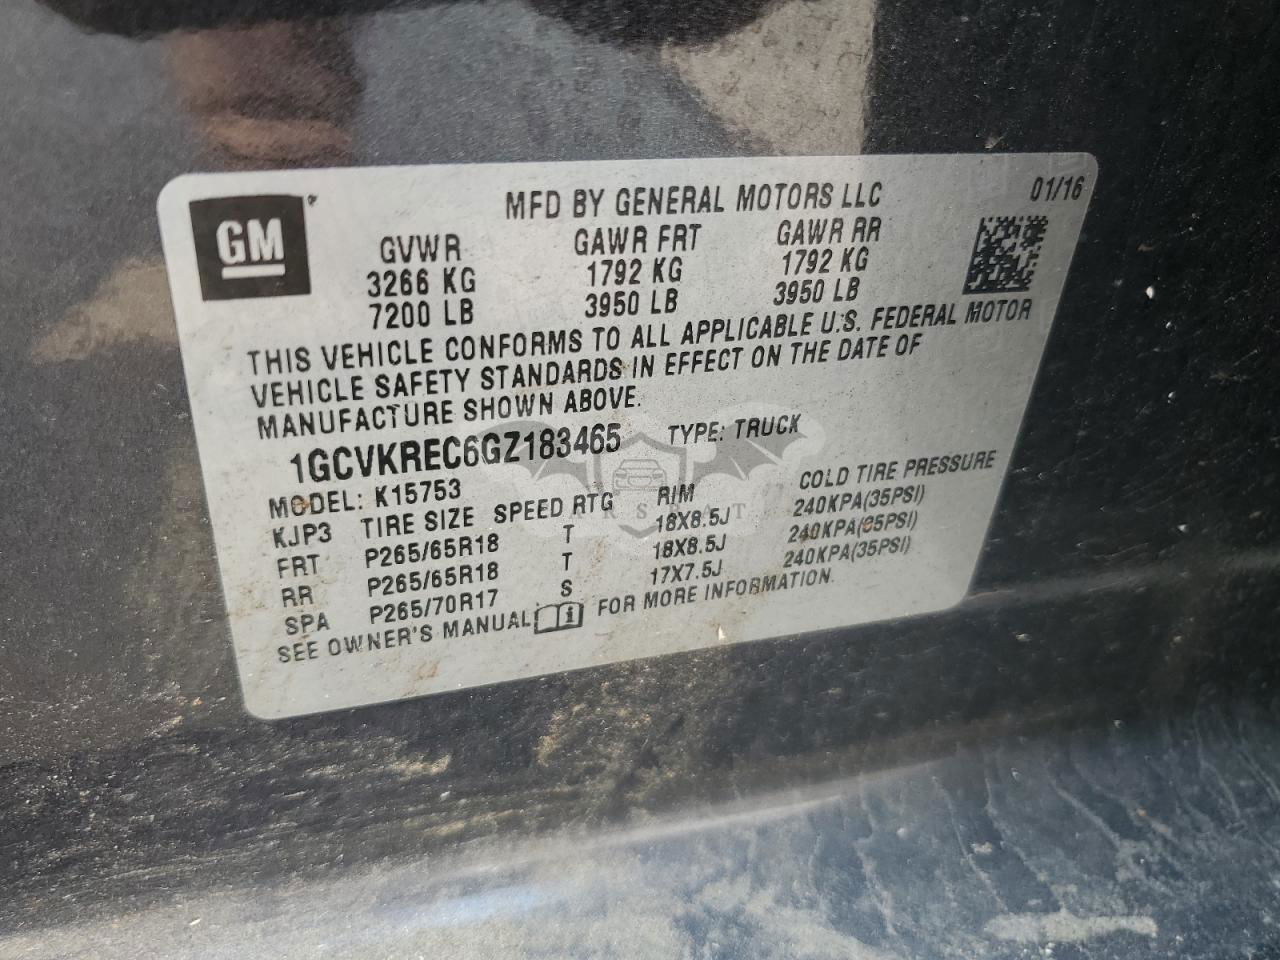 GM
MFD BY GENERAL MOTORS LLC 01/16
GVWR GAWR FRT GAWR RR
3266 KG 1792 KG 1792 KG
7200 LB 3950 LB 3950 LB
THIS VEHICLE CONFORMS TO ALL APPLICABLE U.S. FEDERAL MOTOR
VEHICLE SAFETY STANDARDS IN EFFECT ON THE DATE OF
MANUFACTURE SHOWN ABOVE.
1GCVKREC6GZ183465 TYPE: TRUCK
MODEL: K15753
KJP3 TIRE SIZE SPEED RTG RIM COLD TIRE PRESSURE
FRT P265/65R18 T 18X8.5J 240KPA(35PSI)
RR P265/65R18 T 18X8.5J 240KPA(35PSI)
SPA P265/70R17 S 17X7.5J 240KPA(35PSI)
SEE OWNER'S MANUAL FOR MORE INFORMATION.